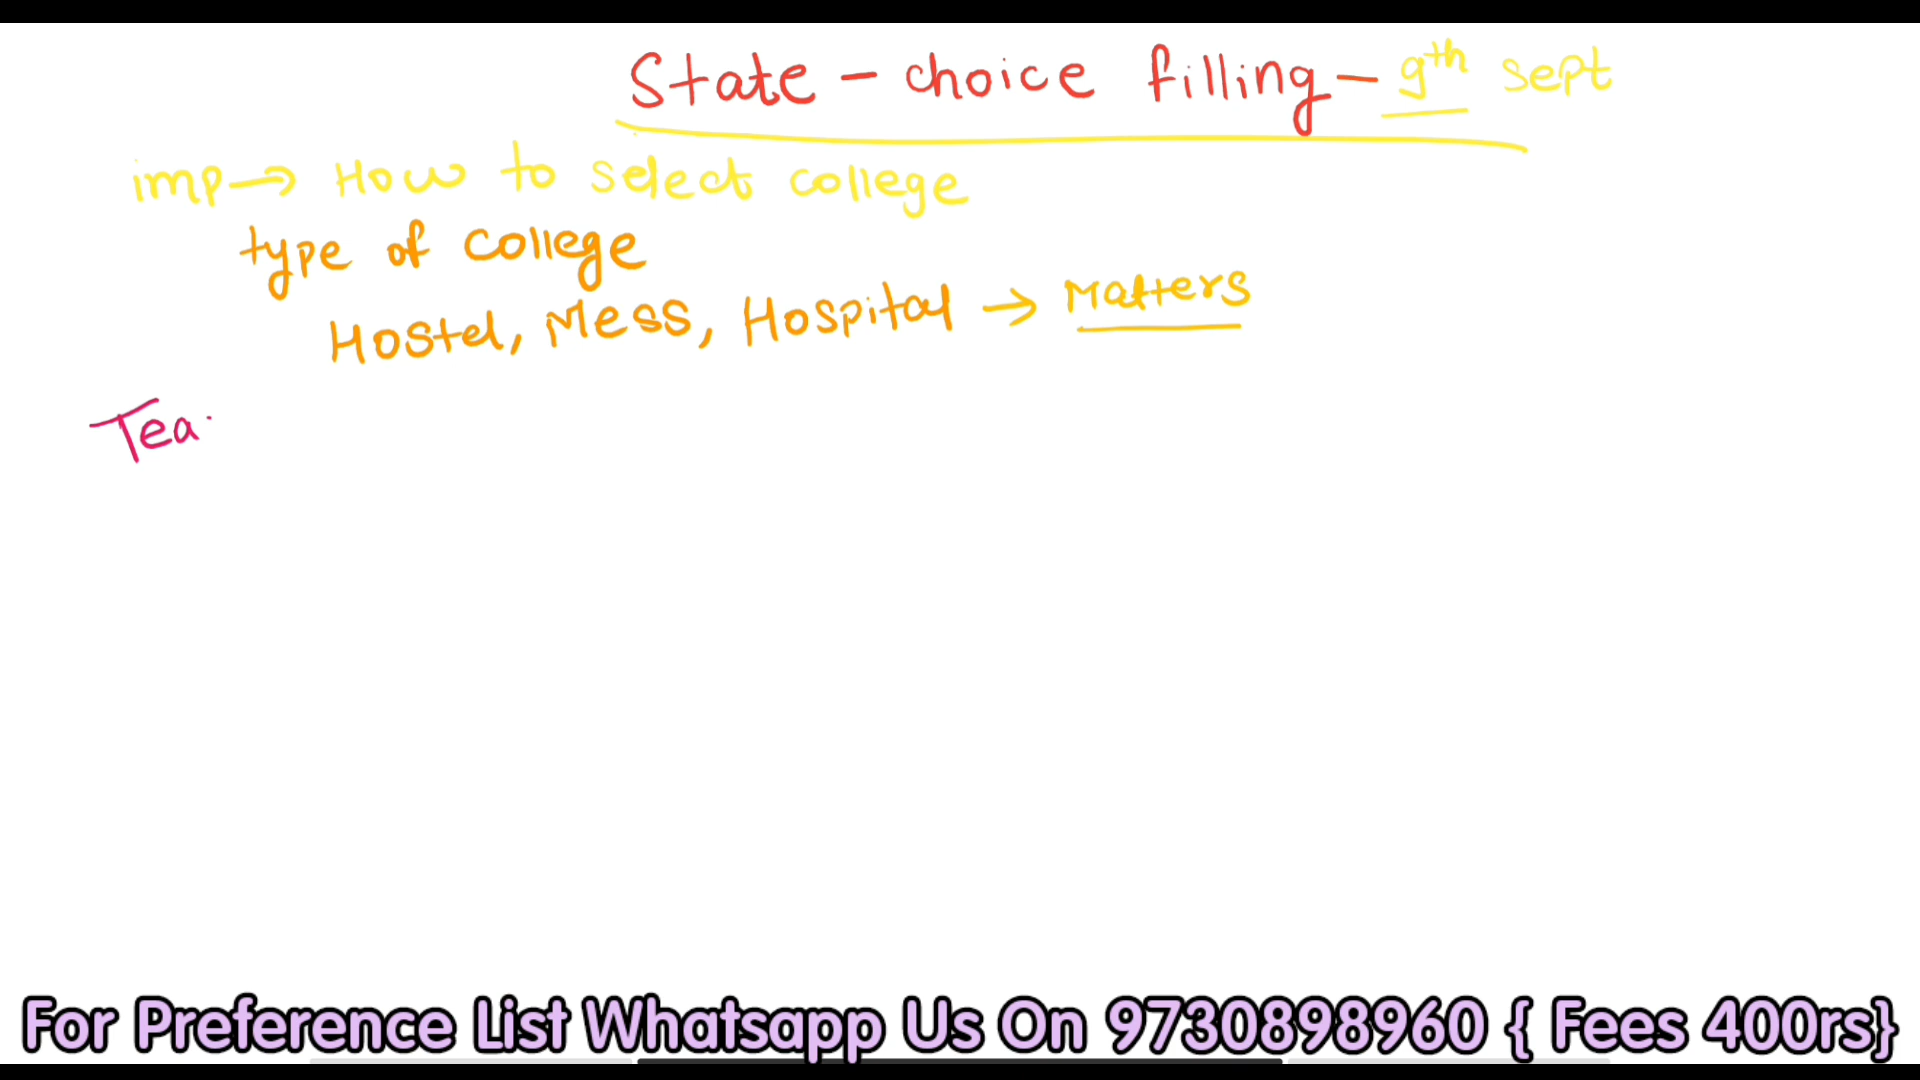 State - choice filling - 9th sept
imp → How to select college
type of college
Hostel, Mess, Hospital → Matters
Tea
For Preference List Whatsapp Us On 9730898960 { Fees 400rs}